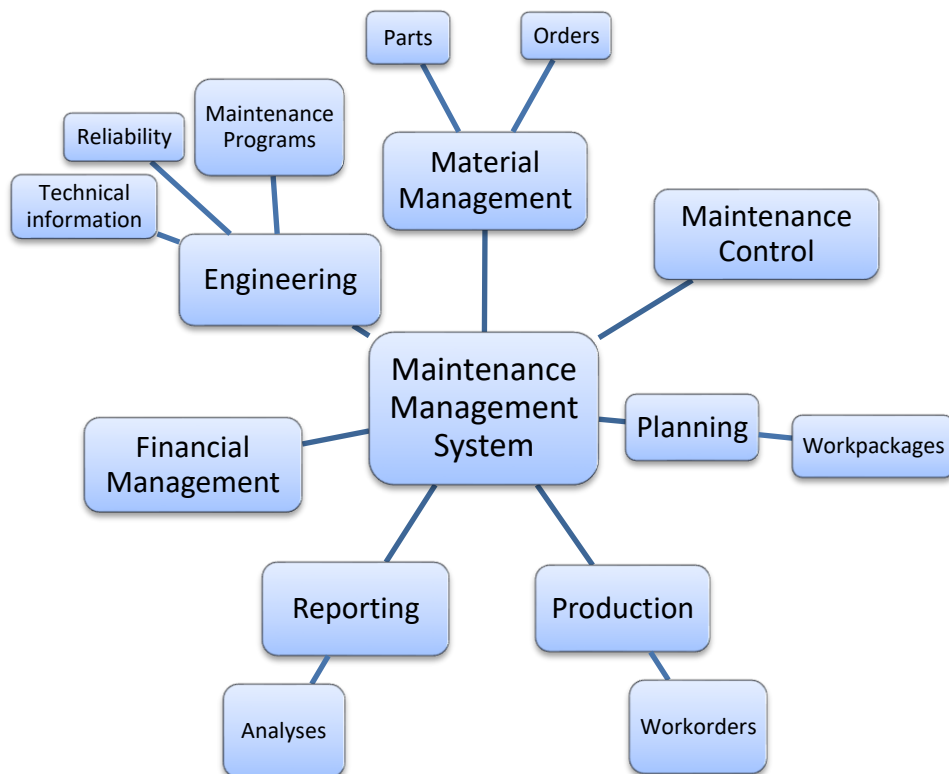 Parts
Orders
Maintenance
Programs
Reliability
Material
Management
Technical
information
Maintenance
Control
Engineering
Maintenance
Management
System
Planning
Financial
Management
Workpackages
Reporting
Production
Analyses
Workorders